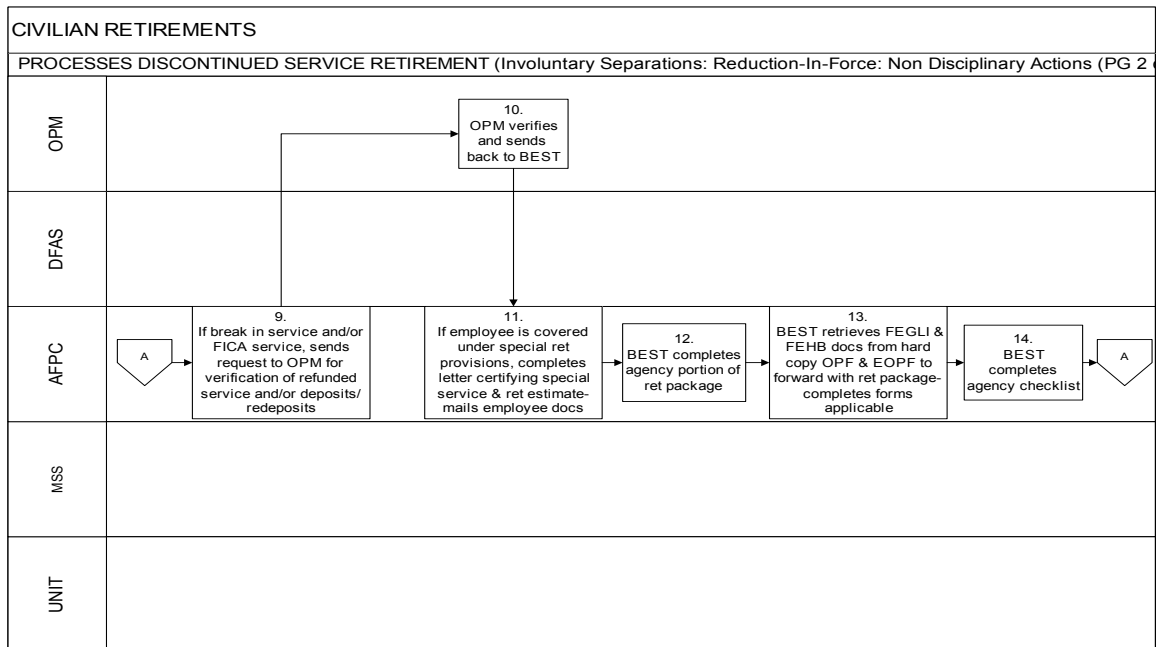 CIVILIAN RETIREMENTS
PROCESSES DISCONTINUED SERVICE RETIREMENT (Involuntary Separations: Reduction-In-Force: Non Disciplinary Actions (PG 2
OPM
10.
OPM verifies
and sends
back to BEST
DFAS
AFPC
A
9.
If break in service and/or
FICA service, sends
request to OPM for
verification of refunded
service and/or deposits/
redeposits
11.
If employee is covered
under special ret
provisions, completes
letter certifying special
service & ret estimate-
mails employee docs
12.
BEST completes
agency portion of
ret package
13.
BEST retrieves FEGLI &
FEHB docs from hard
copy OPF & EOPF to
forward with ret package-
completes forms
applicable
14.
BEST
completes
agency checklist
A
MSS
UNIT